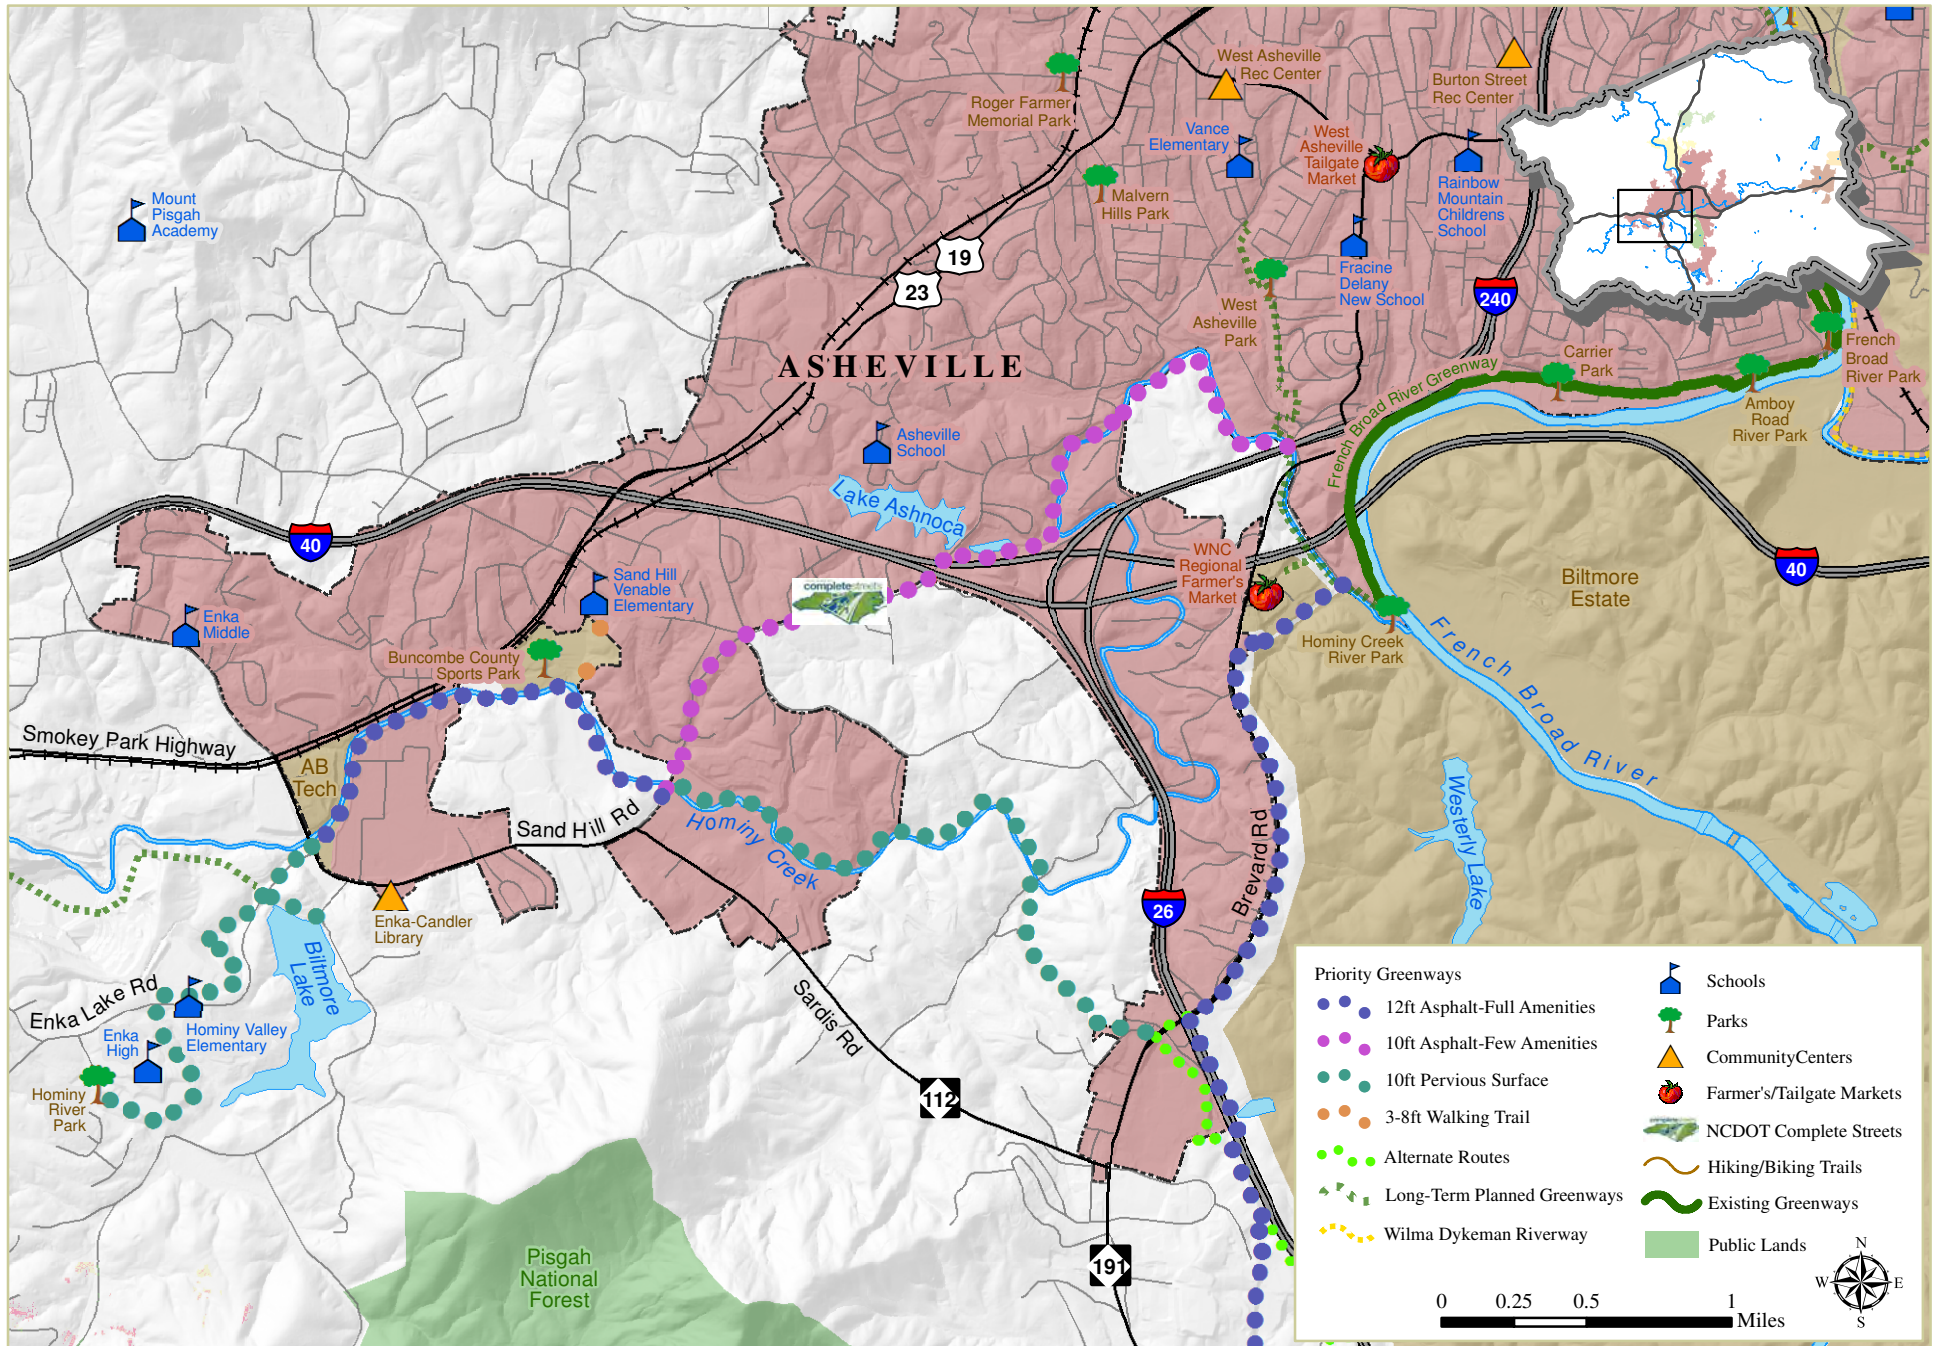 West Asheville
Rec Center
Burton Street
Rec Center
Roger Farmer
Memorial Park
Vance
Elementary
West
Asheville
Tailgate
Market
Rainbow
Mountain
Childrens
School
Malvern
Hills Park
Mount
Pisgah
Academy
19
23
Fracine
Delany
New School
240
West
Asheville
Park
ASHEVILLE
French Broad River Greenway
Carrier
Park
French
Broad
River Park
Amboy
Road
River Park
Asheville
School
Lake Ashnoca
40
WNC
Regional
Farmer's
Market
40
Biltmore
Estate
completestreets
Sand Hill
Venable
Elementary
Enka
Middle
Buncombe County
Sports Park
Hominy Creek
River Park
French Broad River
Smokey Park Highway
AB
Tech
Sand Hill Rd
Hominy Creek
Westerly Lake
Brevard Rd
26
Enka-Candler
Library
Biltmore
Lake
Enka Lake Rd
Hominy Valley
Elementary
Enka
High
Hominy
River
Park
Sardis Rd
112
191
Pisgah
National
Forest
Priority Greenways
12ft Asphalt-Full Amenities
10ft Asphalt-Few Amenities
10ft Pervious Surface
3-8ft Walking Trail
Alternate Routes
Long-Term Planned Greenways
Wilma Dykeman Riverway
Schools
Parks
CommunityCenters
Farmer's/Tailgate Markets
NCDOT Complete Streets
Hiking/Biking Trails
Existing Greenways
Public Lands
N
W E
S
0 0.25 0.5 1
Miles